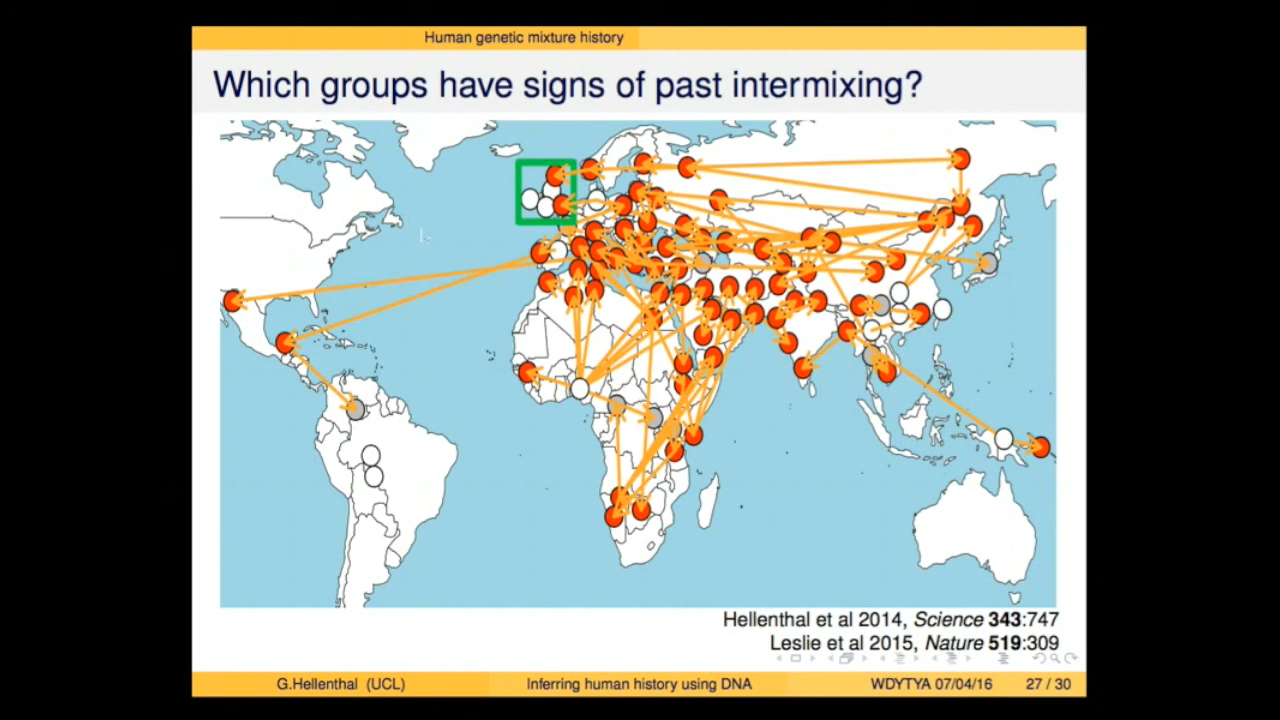 Human genetic mixture history
Which groups have signs of past intermixing?
Hellenthal et al 2014, Science 343:747
Leslie et al 2015, Nature 519:309
G.Hellenthal (UCL) Inferring human history using DNA WDYTYA 07/04/16 27 / 30